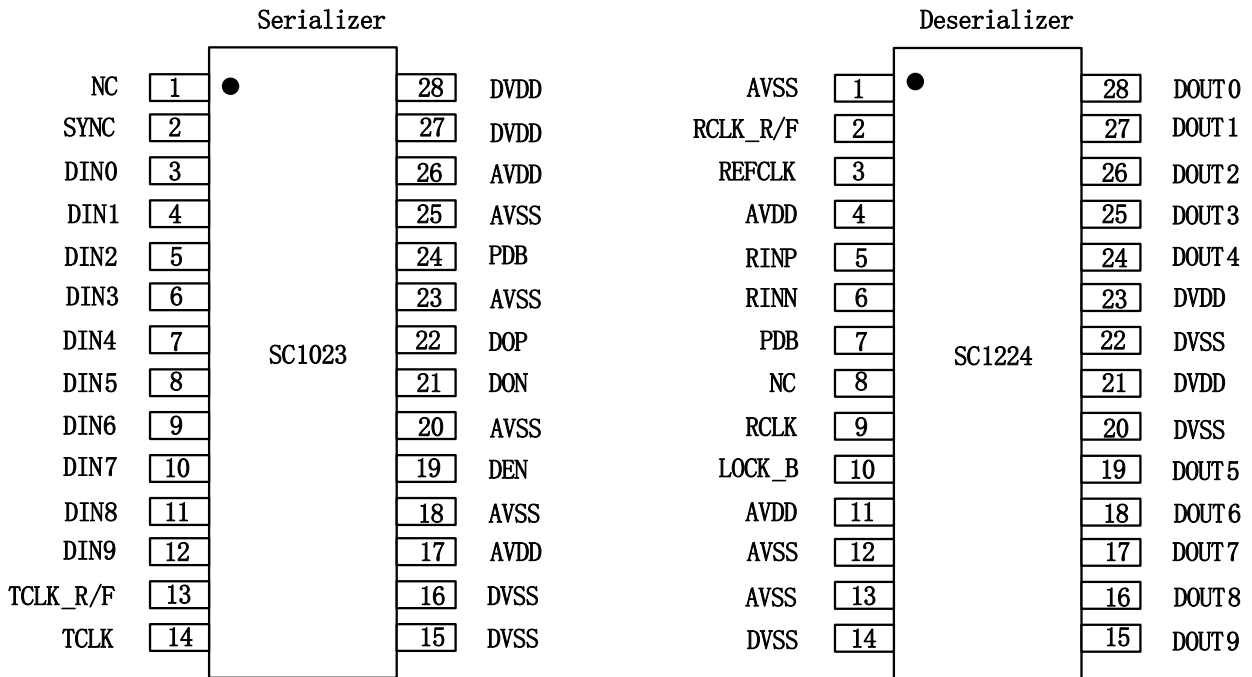 Serializer Deserializer
NC 1 28 DVDD AVSS 1 28 DOUT0
SYNC 2 27 DVDD RCLK_R/F 2 27 DOUT1
DIN0 3 26 AVDD REFCLK 3 26 DOUT2
DIN1 4 25 AVSS AVDD 4 25 DOUT3
DIN2 5 24 PDB RINP 5 24 DOUT4
DIN3 6 23 AVSS RINN 6 23 DVDD
DIN4 7 22 DOP PDB 7 22 DVSS
SC1023 SC1224
DIN5 8 21 DON NC 8 21 DVDD
DIN6 9 20 AVSS RCLK 9 20 DVSS
DIN7 10 19 DEN LOCK_B 10 19 DOUT5
DIN8 11 18 AVSS AVDD 11 18 DOUT6
DIN9 12 17 AVDD AVSS 12 17 DOUT7
TCLK_R/F 13 16 DVSS AVSS 13 16 DOUT8
TCLK 14 15 DVSS DVSS 14 15 DOUT9